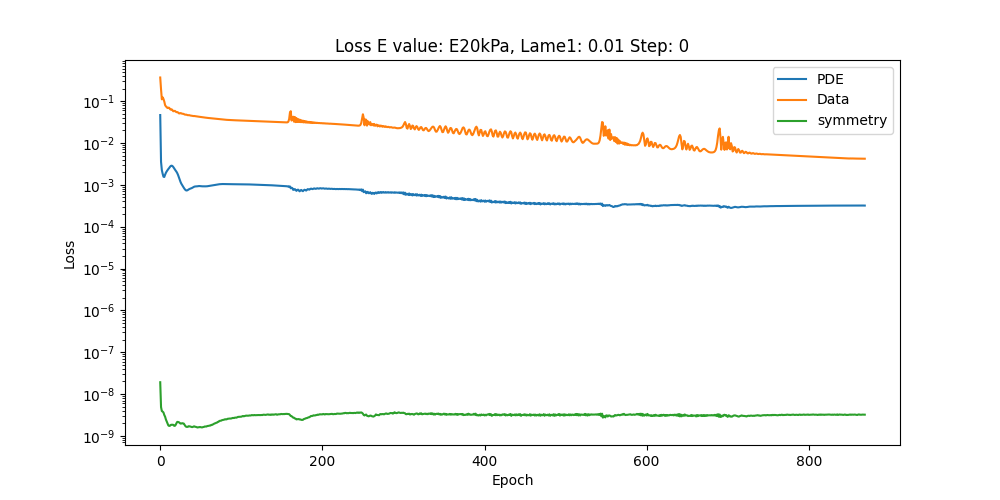 Loss E value: E20kPa, Lame1: 0.01 Step: 0
PDE
Data
symmetry
10⁻¹
10⁻²
10⁻³
10⁻⁴
10⁻⁵
10⁻⁶
10⁻⁷
10⁻⁸
10⁻⁹
Loss
0 200 400 600 800
Epoch